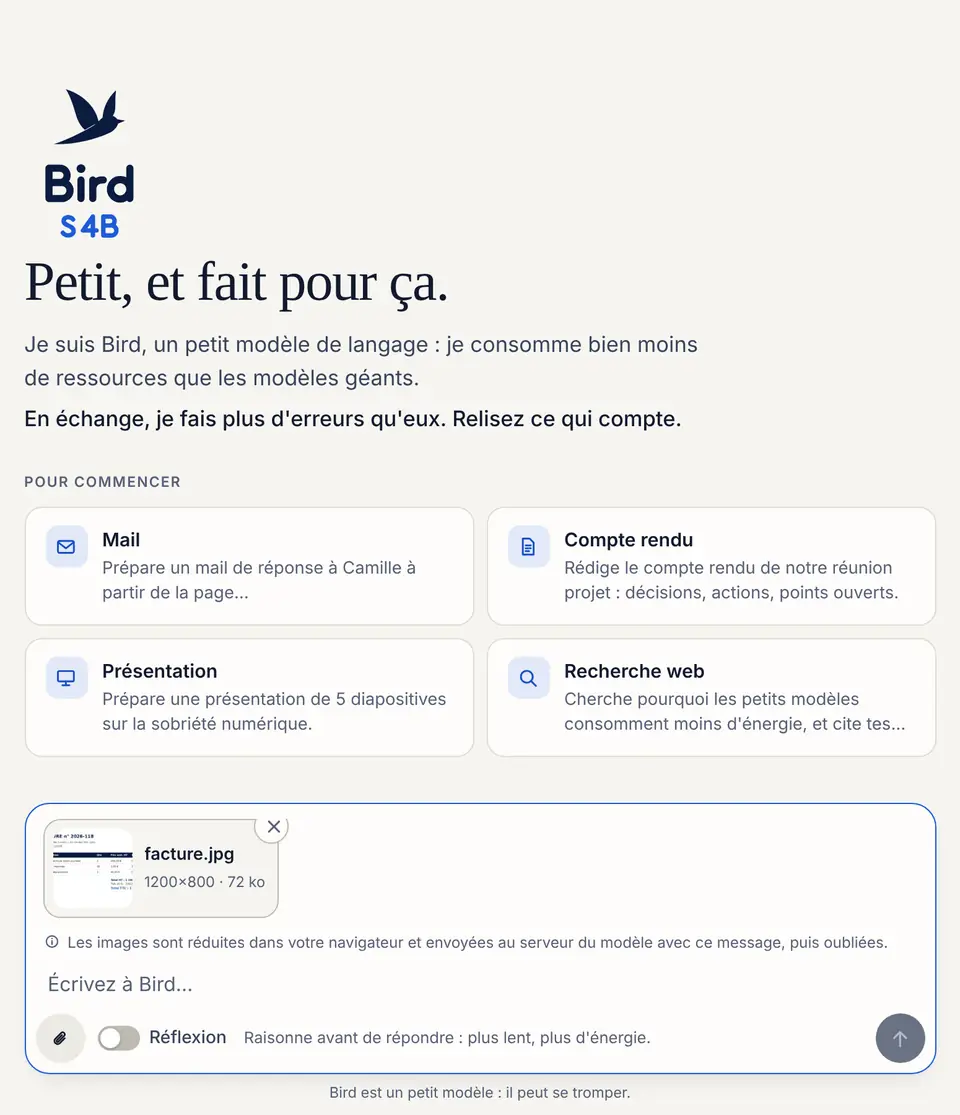 Bird
S4B
Petit, et fait pour ça.
Je suis Bird, un petit modèle de langage : je consomme bien moins
de ressources que les modèles géants.
En échange, je fais plus d'erreurs qu'eux. Relisez ce qui compte.
POUR COMMENCER
Mail
Prépare un mail de réponse à Camille à
partir de la page...
Compte rendu
Rédige le compte rendu de notre réunion
projet : décisions, actions, points ouverts.
Présentation
Prépare une présentation de 5 diapositives
sur la sobriété numérique.
Recherche web
Cherche pourquoi les petits modèles
consomment moins d'énergie, et cite tes...
facture.jpg
1200×800 · 72 ko
Les images sont réduites dans votre navigateur et envoyées au serveur du modèle avec ce message, puis oubliées.
Écrivez à Bird...
Réflexion
Raisonne avant de répondre : plus lent, plus d'énergie.
Bird est un petit modèle : il peut se tromper.